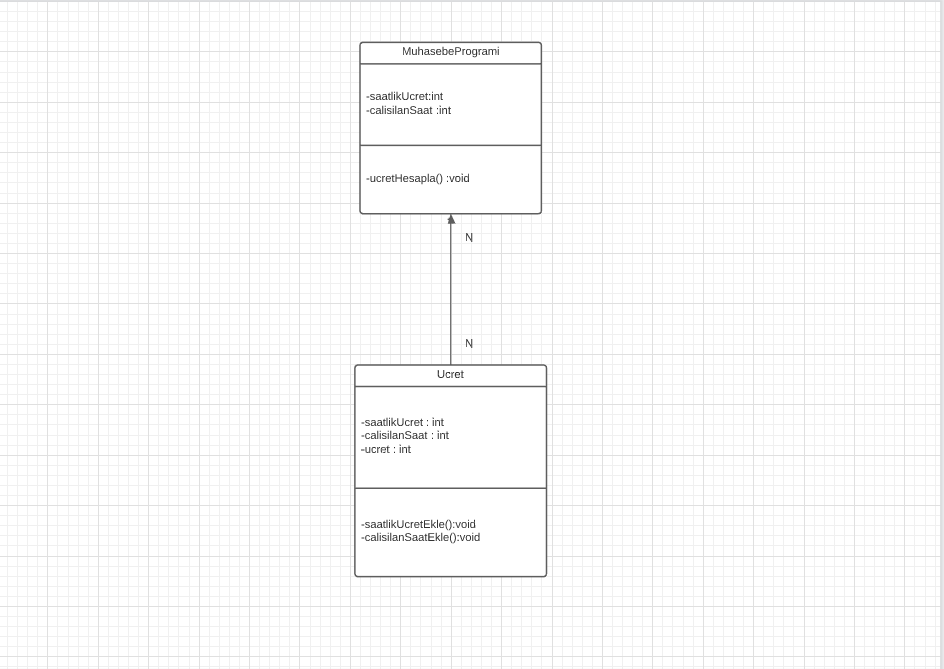 MuhasebeProgrami
-saatlikUcret:int
-calisilanSaat :int
-ucretHesapla() :void
N
N
Ucret
-saatlikUcret : int
-calisilanSaat : int
-ucret : int
-saatlikUcretEkle():void
-calisilanSaatEkle():void